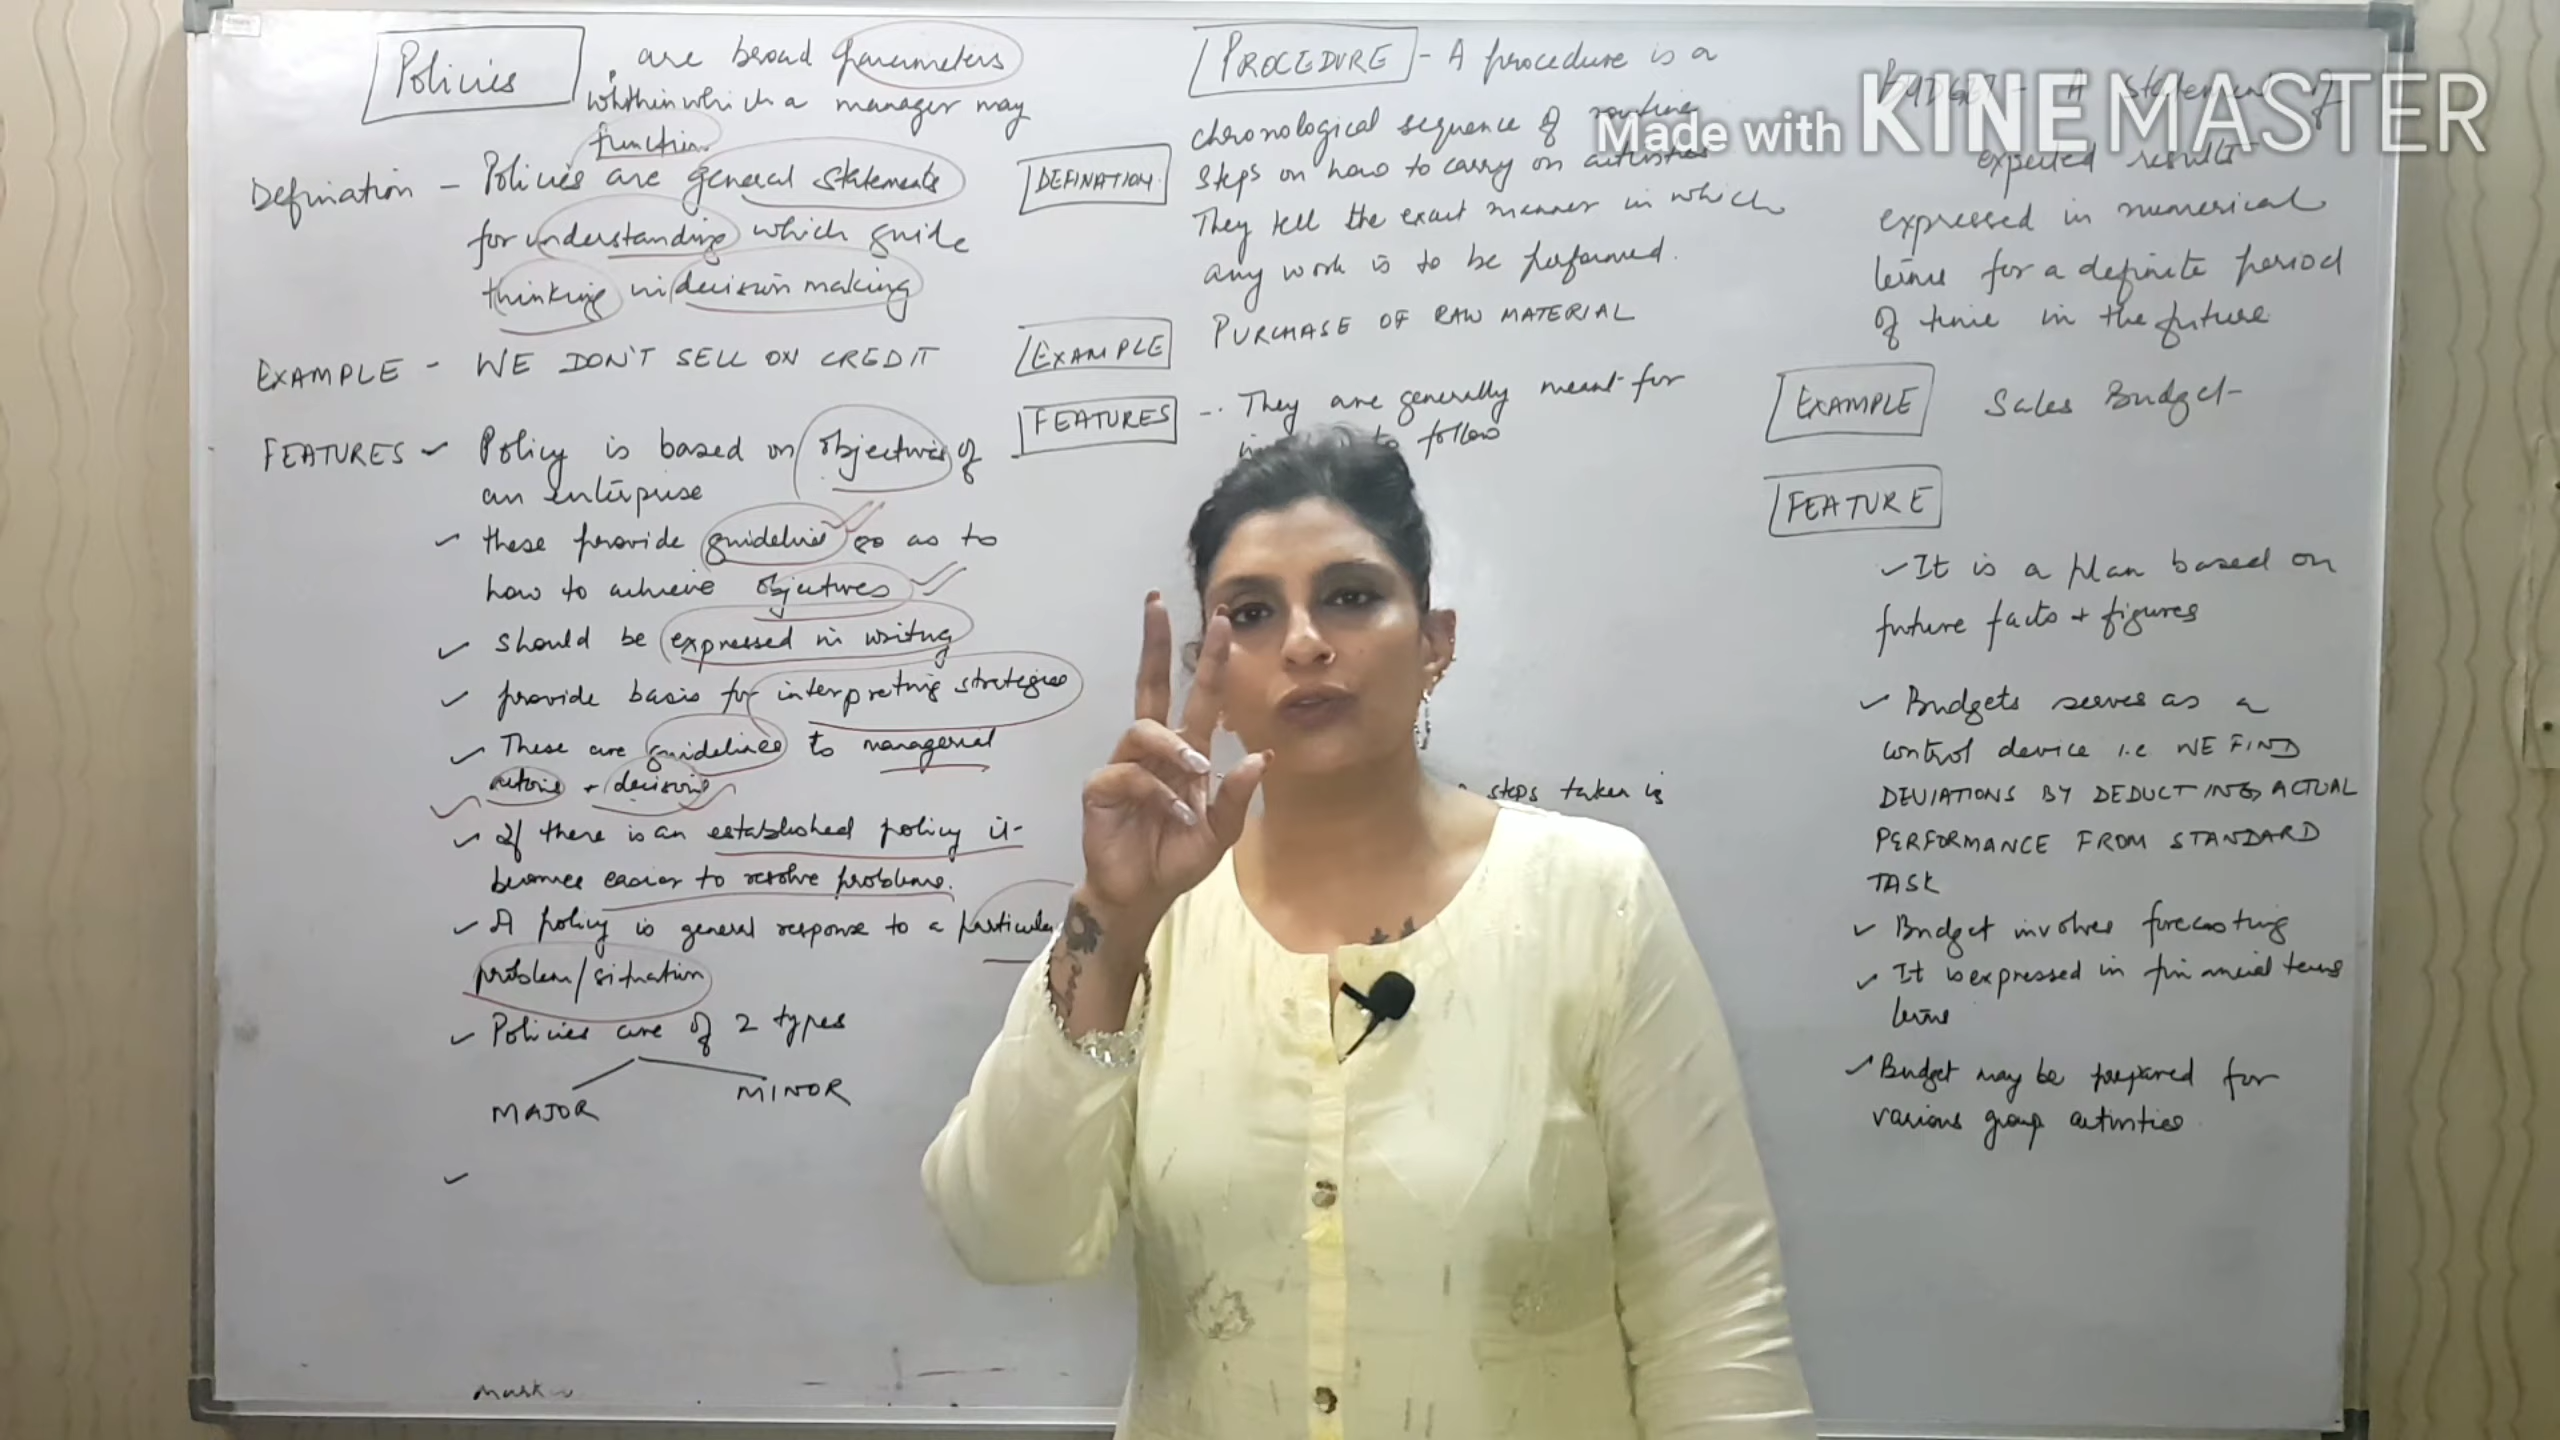 Policies
are broad parameters
whithin which a manager may
function
Defination - Policies are general statements
for understanding which guide
thinking in decision making
EXAMPLE - WE DON'T SELL ON CREDIT
FEATURES - Policy is based on objectives of
an enterprise
these provide guideline so as to
how to achieve objectives
should be expressed in writing
provide basis for interpreting strategies
These are guidelines to managerial
actions + decisions
If there is an established policy it
becomes easier to resolve problems.
A policy is general response to a particular
problem/situation
Policies are of 2 types
MAJOR
MINOR
PROCEDURE - A procedure is a
chronological sequence of routine
steps on how to carry on activities
DEFINATION
They tell the exact manner in which
any work is to be performed.
EXAMPLE
PURCHASE OF RAW MATERIAL
FEATURES - They are generally meant for
to follow
steps taken is
BUDGET - A statement of
expected results
expressed in numerical
terms for a definite period
of time in the future
EXAMPLE
Sales Budget
FEATURE
It is a plan based on
future facts + figures
Budgets serves as a
control device i.e WE FIND
DEVIATIONS BY DEDUCTING ACTUAL
PERFORMANCE FROM STANDARD
TASK
Budget involves forecasting
It is expressed in financial terms
terms
Budget may be prepared for
various group activities
Made with KINEMASTER